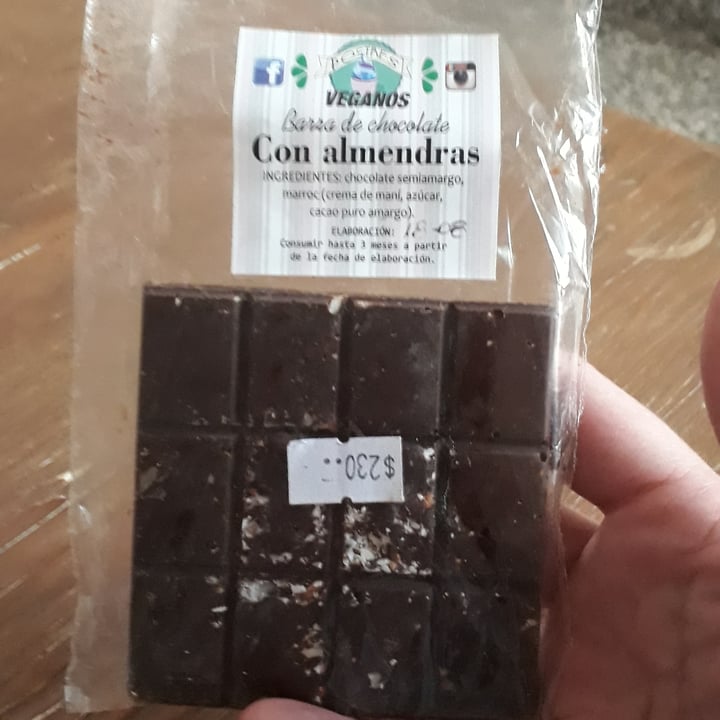 POSTRES
VEGANOS
Barra de chocolate
Con almendras
INGREDIENTES: chocolate semiamargo,
marroc (crema de maní, azúcar,
cacao puro amargo).
ELABORACIÓN:
Consumir hasta 3 meses a partir
de la fecha de elaboración.
$230